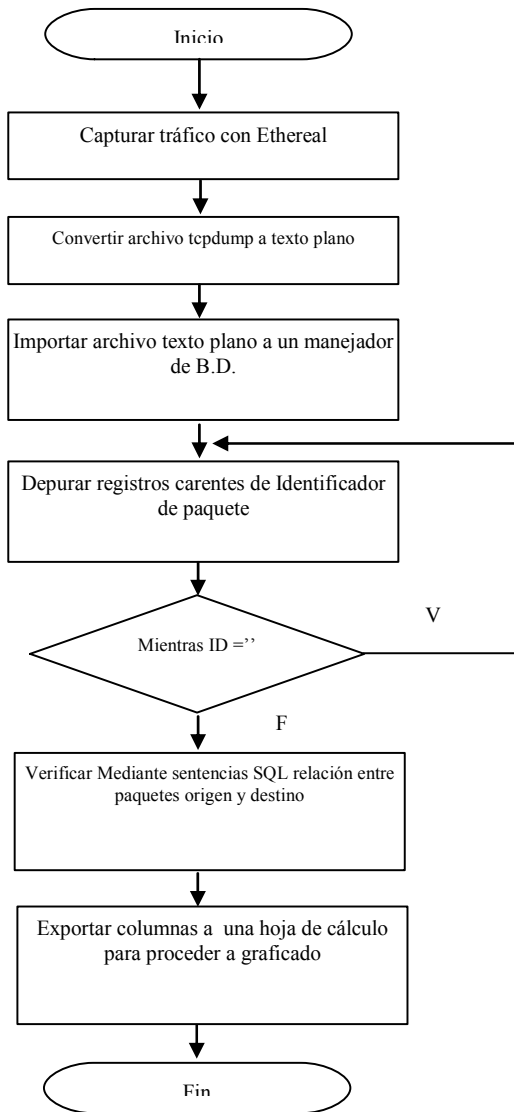 Inicio
Capturar tráfico con Ethereal
Convertir archivo tcpdump a texto plano
Importar archivo texto plano a un manejador
de B.D.
Depurar registros carentes de Identificador
de paquete
Mientras ID =’’
V
F
Verificar Mediante sentencias SQL relación entre
paquetes origen y destino
Exportar columnas a una hoja de cálculo
para proceder a graficado
Fin